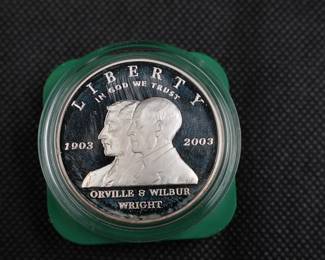 LIBERTY
IN GOD WE TRUST
1903 2003
ORVILLE & WILBUR
WRIGHT